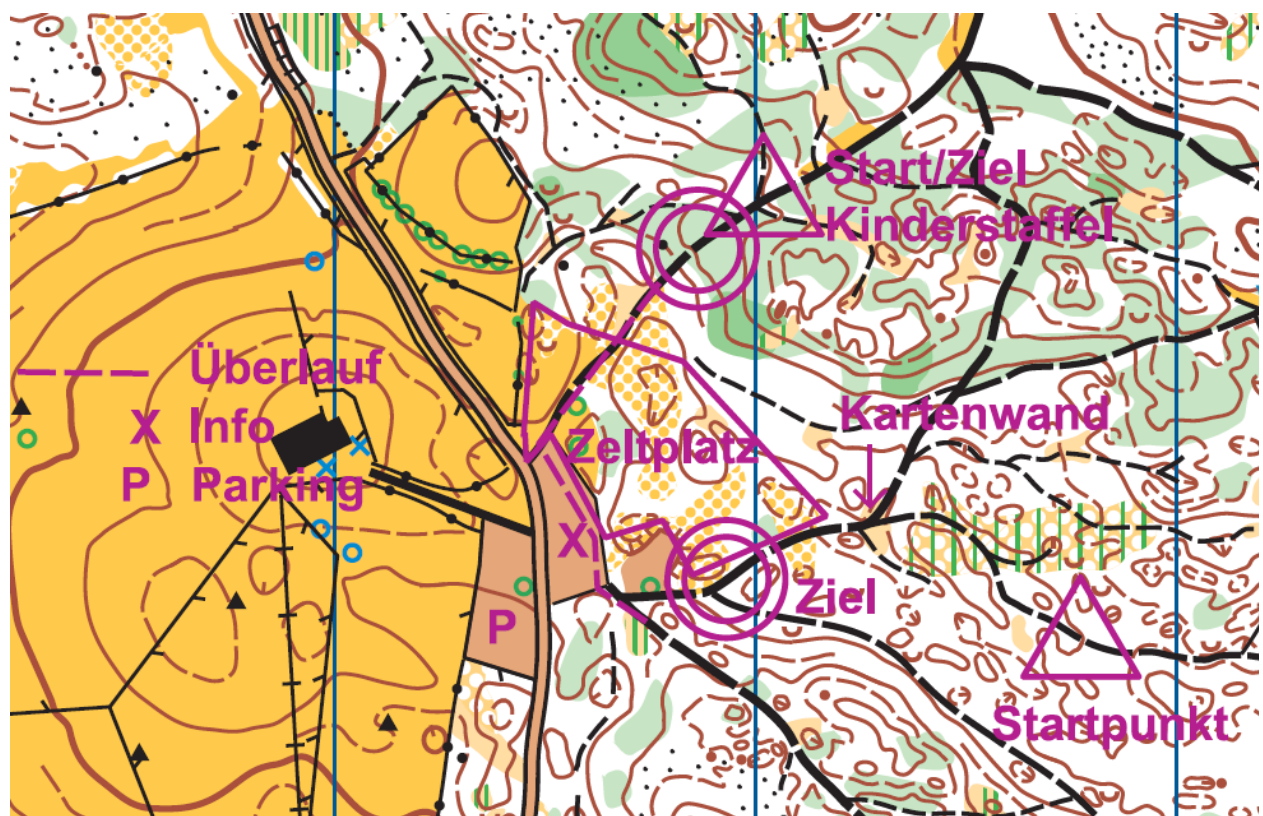 Start/Ziel
Kinderstaffel
Überlauf
X Info
P Parking
Kartenwand
Zeltplatz
X
Ziel
P
Startpunkt